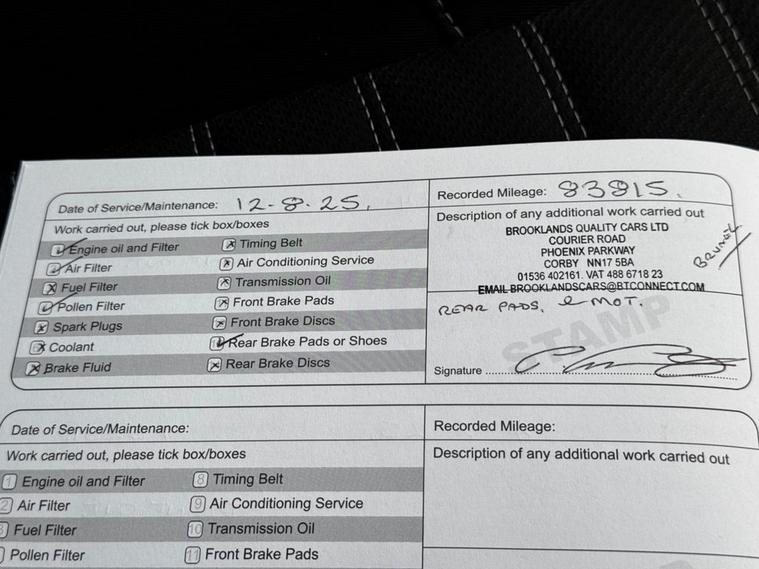 Date of Service/Maintenance: 12-8-25.
Recorded Mileage: 83815.
Work carried out, please tick box/boxes
Engine oil and Filter
Timing Belt
Air Filter
Air Conditioning Service
Fuel Filter
Transmission Oil
Pollen Filter
Front Brake Pads
Spark Plugs
Front Brake Discs
Coolant
Rear Brake Pads or Shoes
Brake Fluid
Rear Brake Discs
Description of any additional work carried out
BROOKLANDS QUALITY CARS LTD
COURIER ROAD
PHOENIX PARKWAY
CORBY NN17 5BA
01536 402161. VAT 488 6718 23
EMAIL BROOKLANDSCARS@BTCONNECT.COM
REAR PADS, & MOT.
STAMP
Signature
Date of Service/Maintenance:
Recorded Mileage:
Work carried out, please tick box/boxes
1 Engine oil and Filter
8 Timing Belt
2 Air Filter
9 Air Conditioning Service
Fuel Filter
10 Transmission Oil
Pollen Filter
11 Front Brake Pads
Description of any additional work carried out